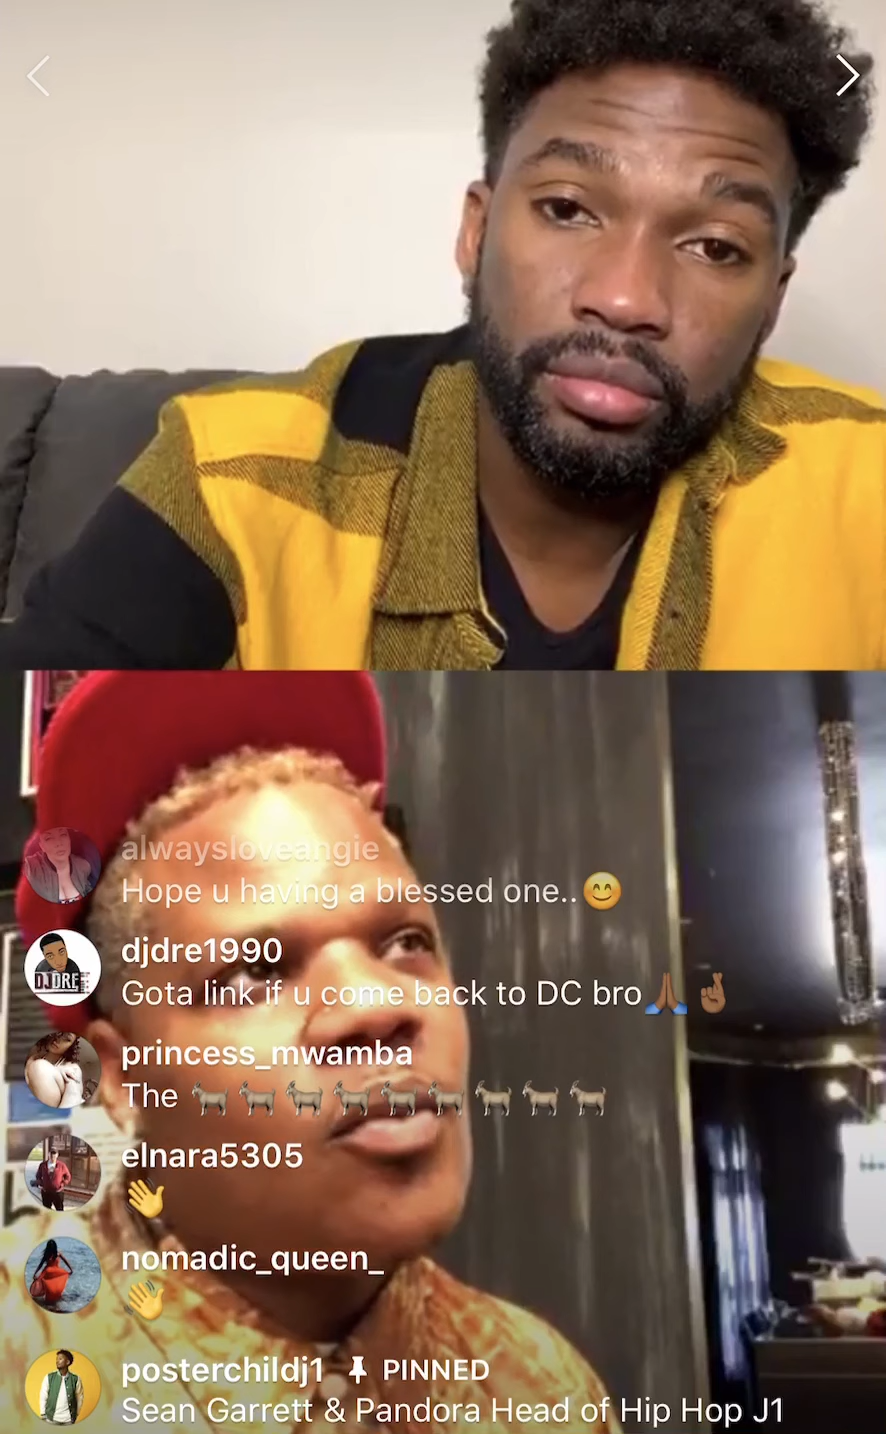 alwaysloveangie
Hope u having a blessed one..😊
djdre1990
DJDRE
Gota link if u come back to DC bro🙏🏾🤞🏾
princess_mwamba
The 🐐🐐🐐🐐🐐🐐🐐🐐🐐
elnara5305
👋
nomadic_queen_
👋
posterchildj1 📌 PINNED
Sean Garrett & Pandora Head of Hip Hop J1